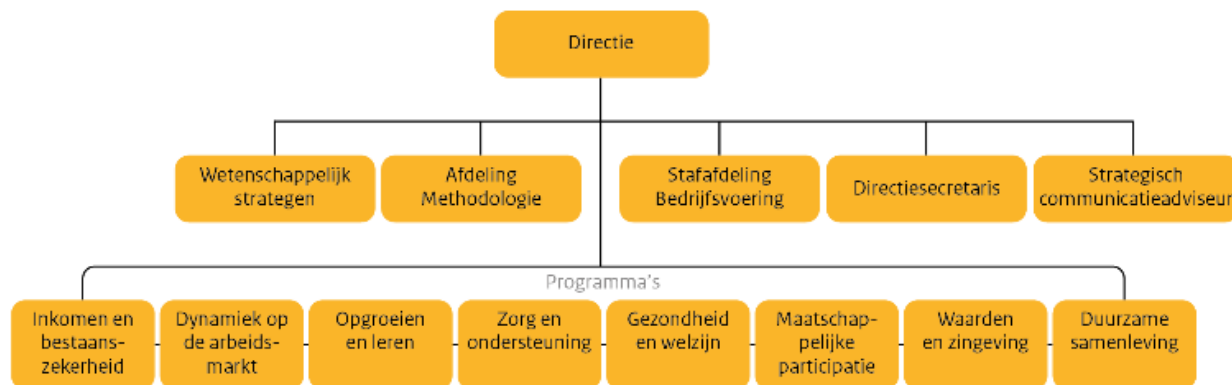 Directie
Wetenschappelijk
strategen
Afdeling
Methodologie
Stafafdeling
Bedrijfsvoering
Directiesecretaris
Strategisch
communicatieadviseur
Programma's
Inkomen en
bestaans-
zekerheid
Dynamiek op
de arbeids-
markt
Opgroeien
en leren
Zorg en
ondersteuning
Gezondheid
en welzijn
Maatschap-
pelijke
participatie
Waarden
en zingeving
Duurzame
samenleving